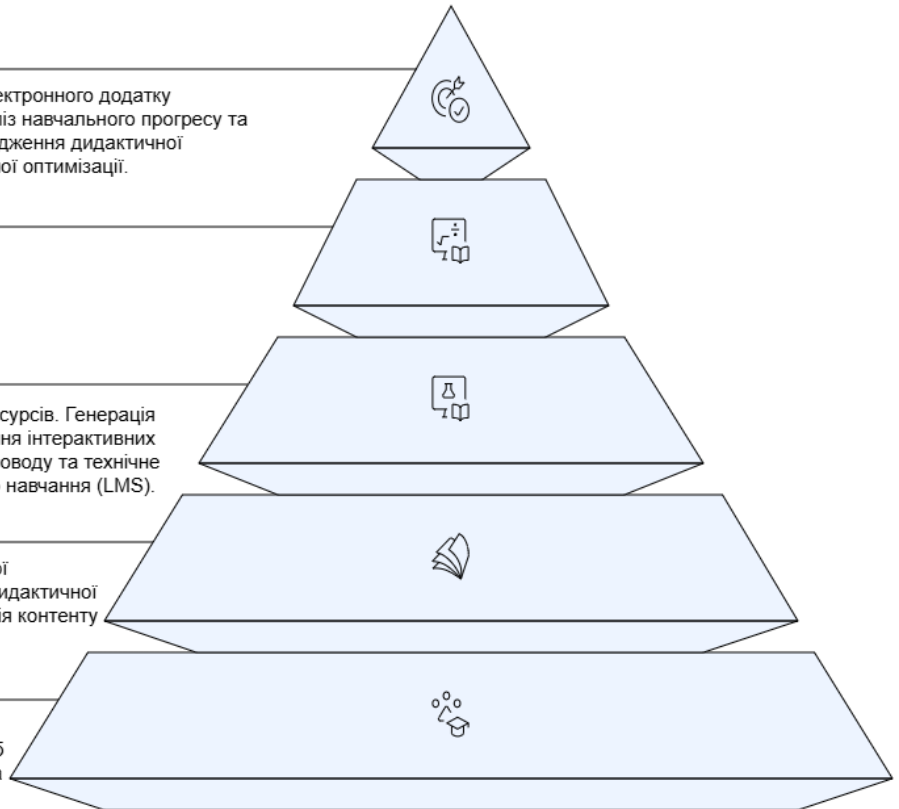 ектронного додатку
із навчального прогресу та
дження дидактичної
ої оптимізації.
сурсів. Генерація
ня інтерактивних
оводу та технічне
навчання (LMS).
ої
идактичної
ія контенту